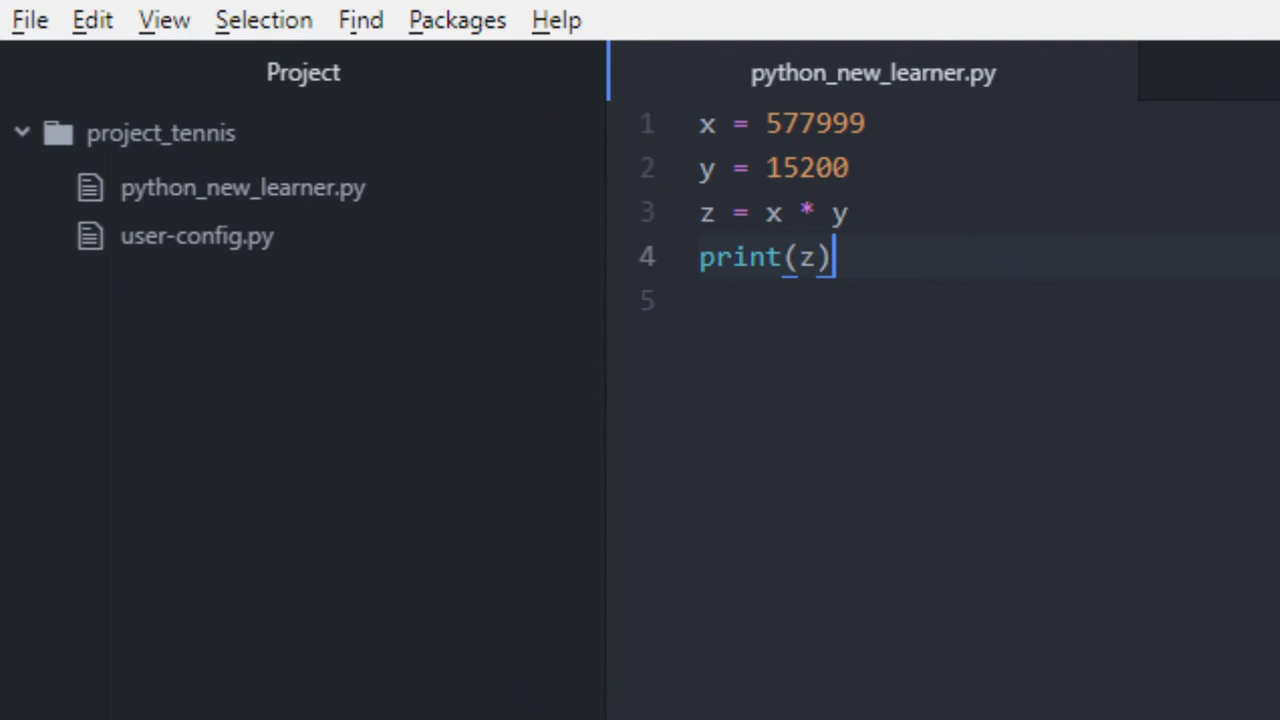 File Edit View Selection Find Packages Help
Project
project_tennis
python_new_learner.py
user-config.py
python_new_learner.py
1 x = 577999
2 y = 15200
3 z = x * y
4 print(z)
5